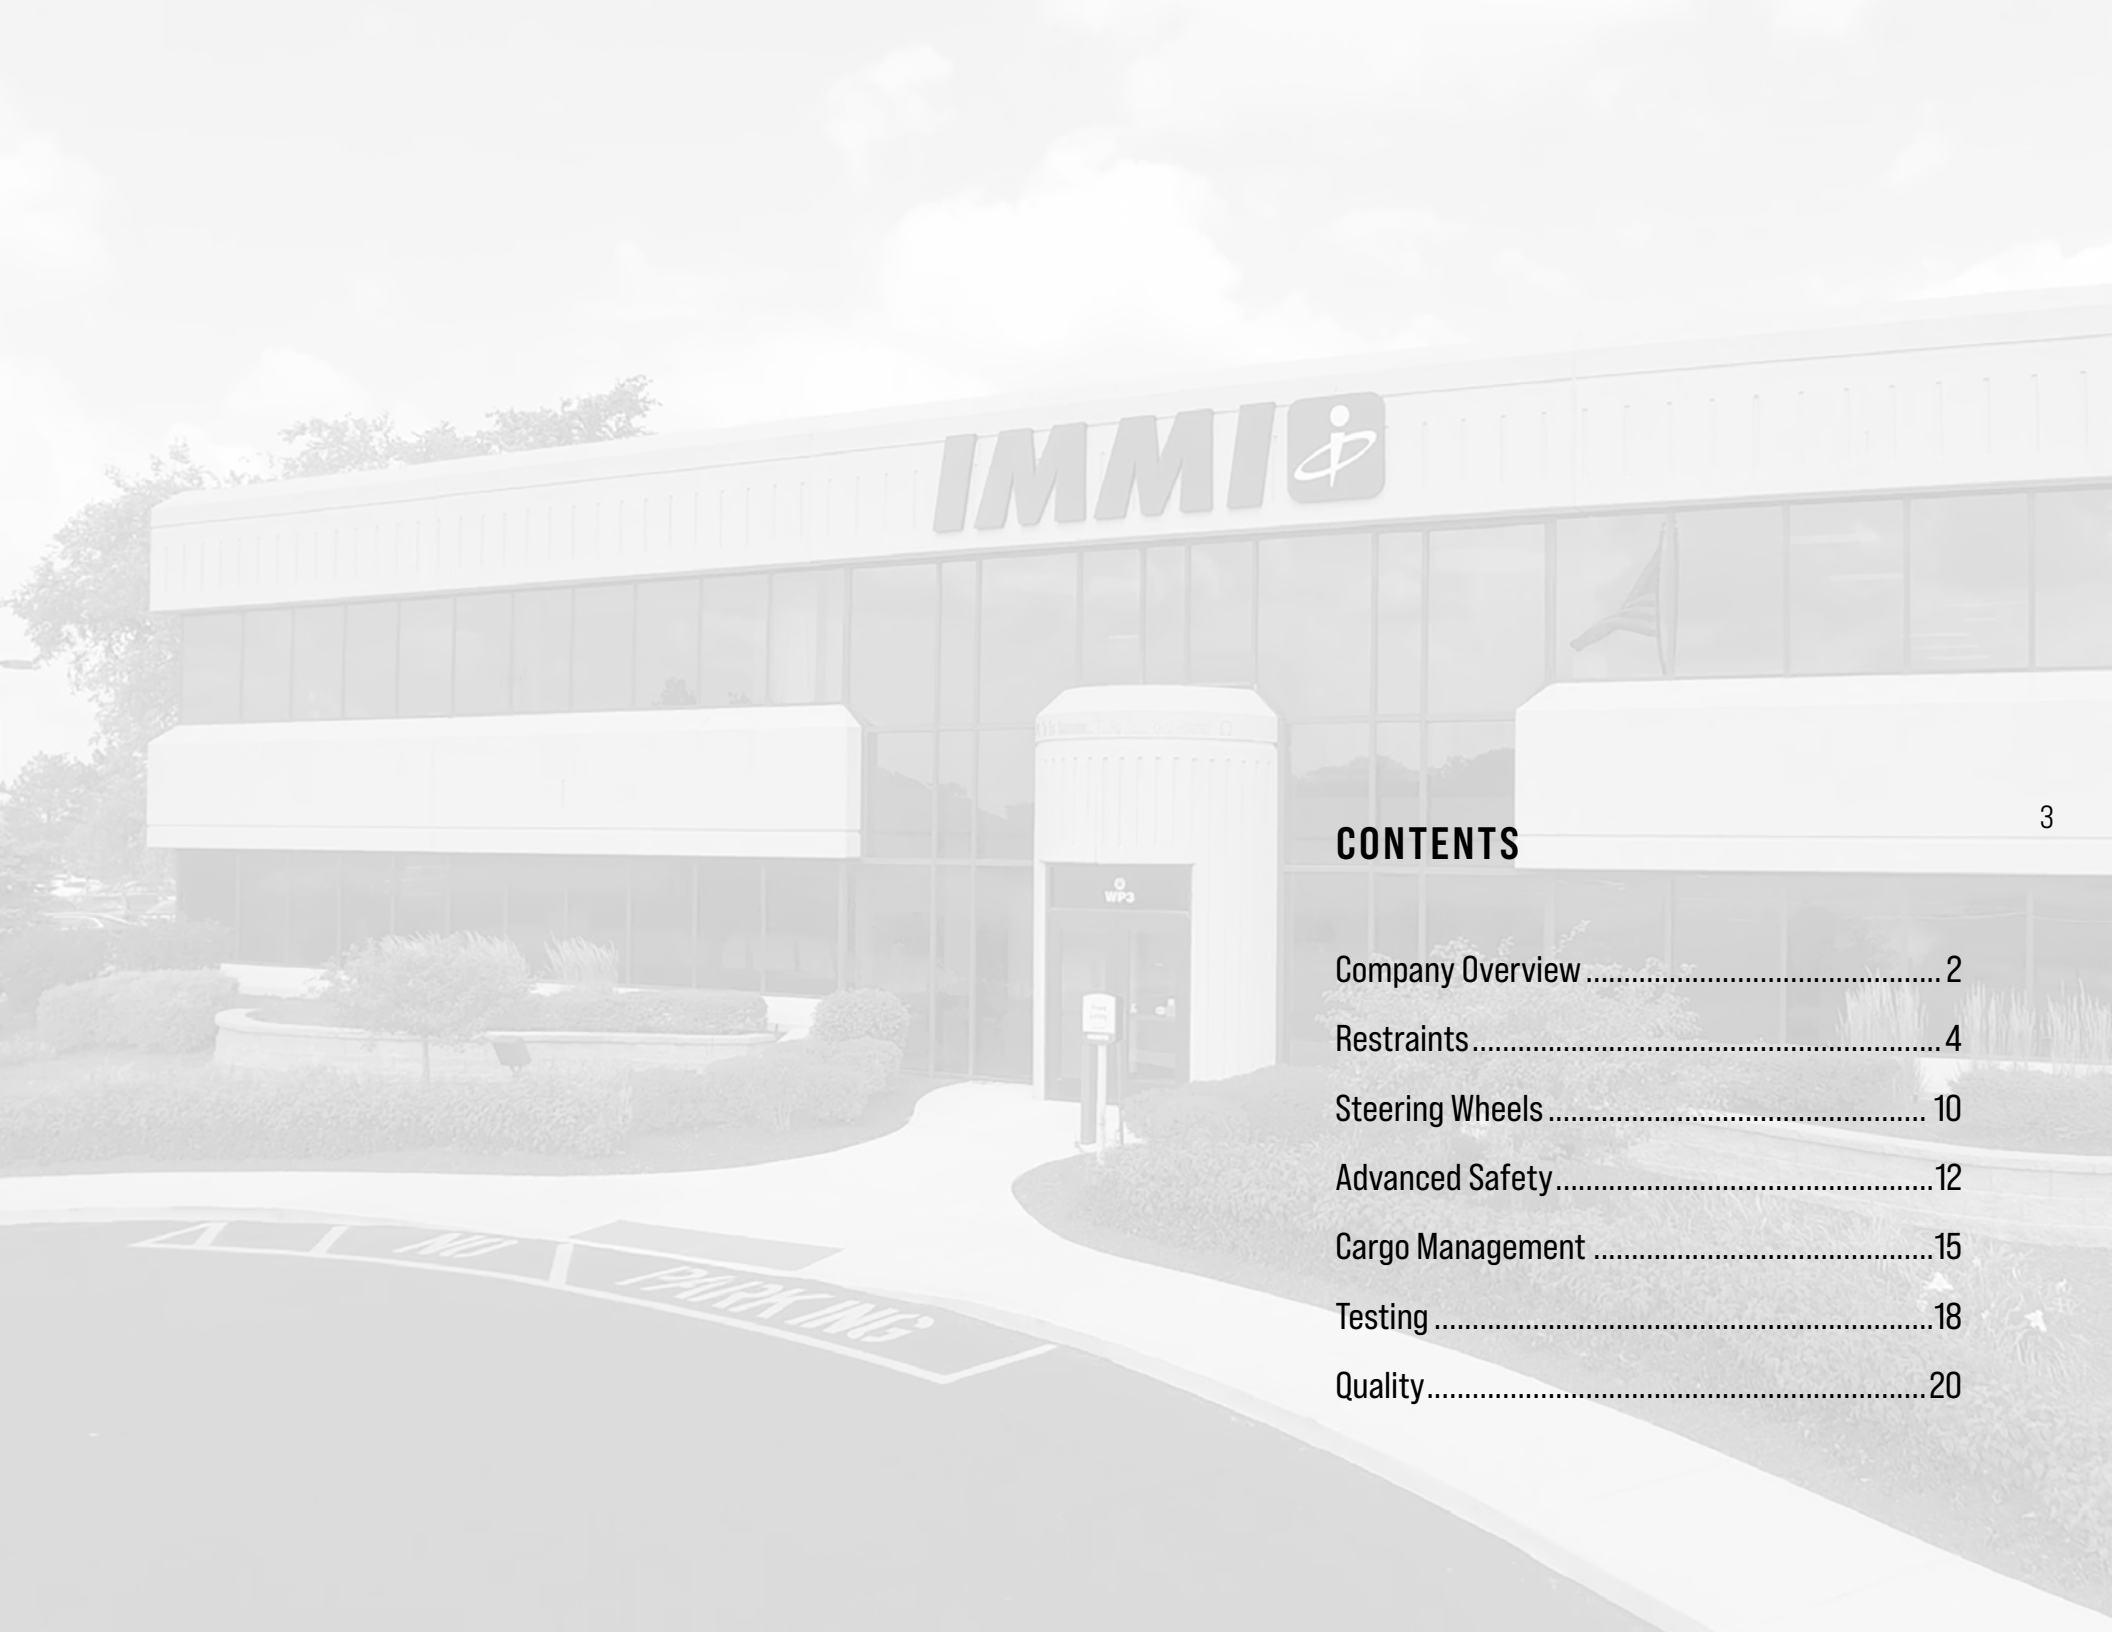 IMMI
3
CONTENTS
WP3
Company Overview........................................... 2
Restraints.........................................................4
Steering Wheels.............................................. 10
Advanced Safety..............................................12
Cargo Management .........................................15
Testing ............................................................18
Quality............................................................20
NO
PARKING